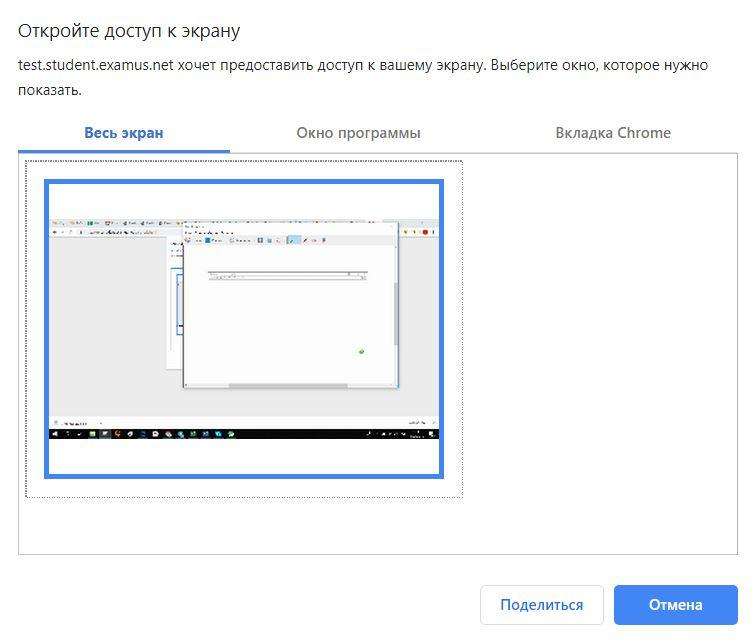 Откройте доступ к экрану
test.student.examus.net хочет предоставить доступ к вашему экрану. Выберите окно, которое нужно
показать.
Весь экран
Окно программы
Вкладка Chrome
Поделиться
Отмена